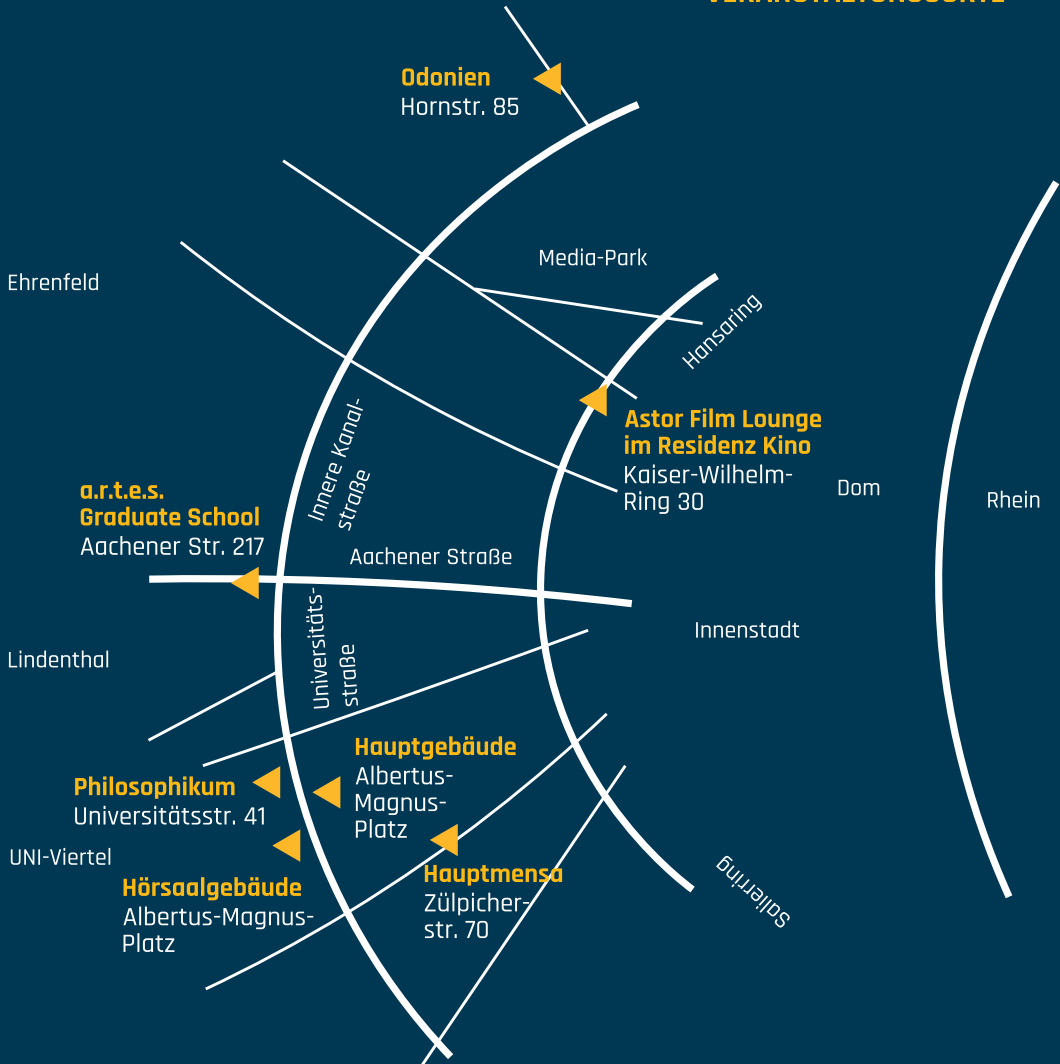 VERANSTALTUNGSORTE
Odonien
Hornstr. 85
Media-Park
Ehrenfeld
Hansaring
Innere Kanal-
straße
Astor Film Lounge
im Residenz Kino
Kaiser-Wilhelm-
Ring 30
Dom
Rhein
a.r.t.e.s.
Graduate School
Aachener Str. 217
Aachener Straße
Universitäts-
straße
Innenstadt
Lindenthal
Hauptgebäude
Albertus-
Magnus-
Platz
Philosophikum
Universitätsstr. 41
UNI-Viertel
Hauptmensa
Zülpicher-
str. 70
Hörsaalgebäude
Albertus-Magnus-
Platz
Salierring